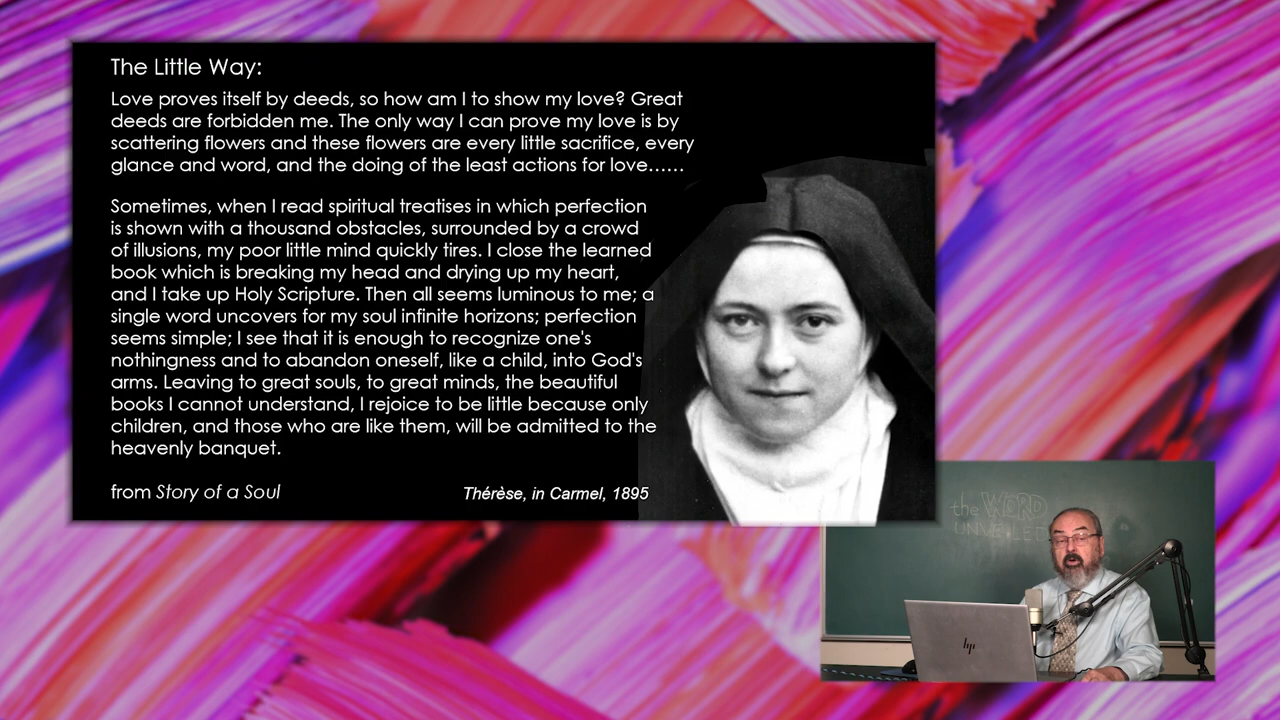 The Little Way:
Love proves itself by deeds, so how am I to show my love? Great
deeds are forbidden me. The only way I can prove my love is by
scattering flowers and these flowers are every little sacrifice, every
glance and word, and the doing of the least actions for love......
Sometimes, when I read spiritual treatises in which perfection
is shown with a thousand obstacles, surrounded by a crowd
of illusions, my poor little mind quickly tires. I close the learned
book which is breaking my head and drying up my heart,
and I take up Holy Scripture. Then all seems luminous to me; a
single word uncovers for my soul infinite horizons; perfection
seems simple; I see that it is enough to recognize one's
nothingness and to abandon oneself, like a child, into God's
arms. Leaving to great souls, to great minds, the beautiful
books I cannot understand, I rejoice to be little because only
children, and those who are like them, will be admitted to the
heavenly banquet.
from Story of a Soul
Thérèse, in Carmel, 1895
the WORD
UNVEILED
hp